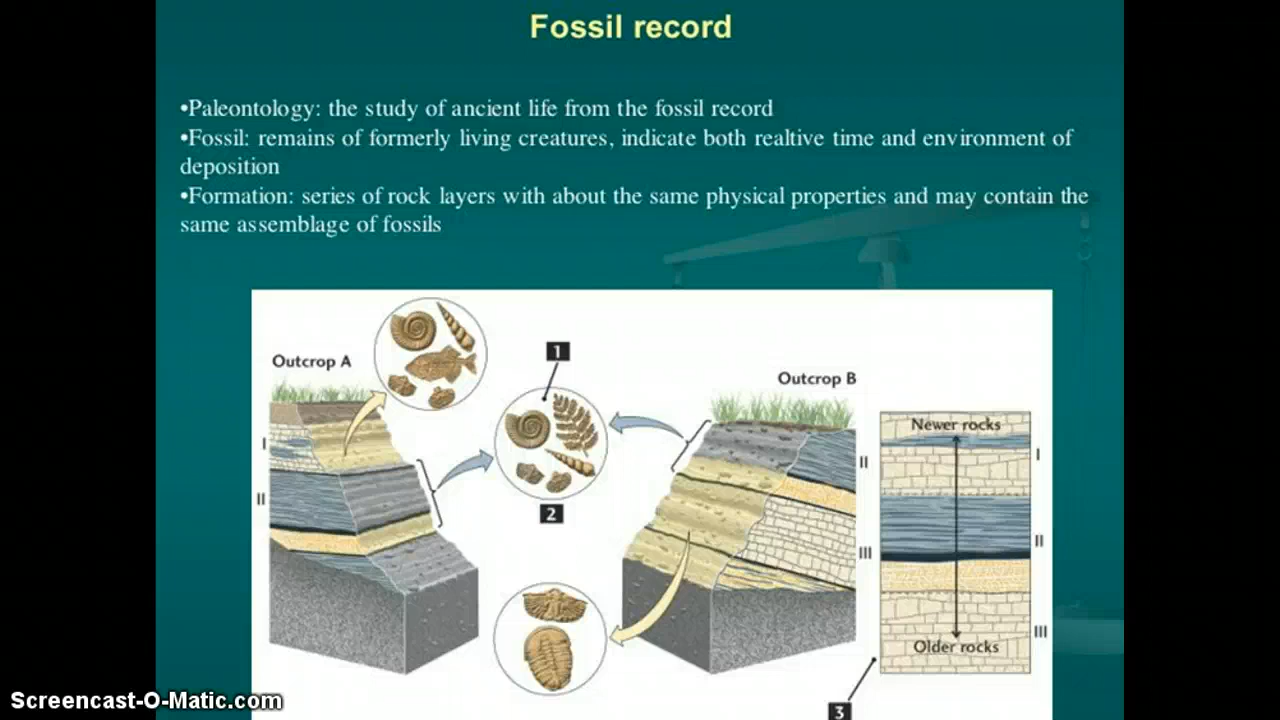 Fossil record
•Paleontology: the study of ancient life from the fossil record
•Fossil: remains of formerly living creatures, indicate both realtive time and environment of
deposition
•Formation: series of rock layers with about the same physical properties and may contain the
same assemblage of fossils
Outcrop A
1
Outcrop B
Newer rocks
I
I
II
II
2
II
III
Older rocks
III
3
Screencast-O-Matic.com